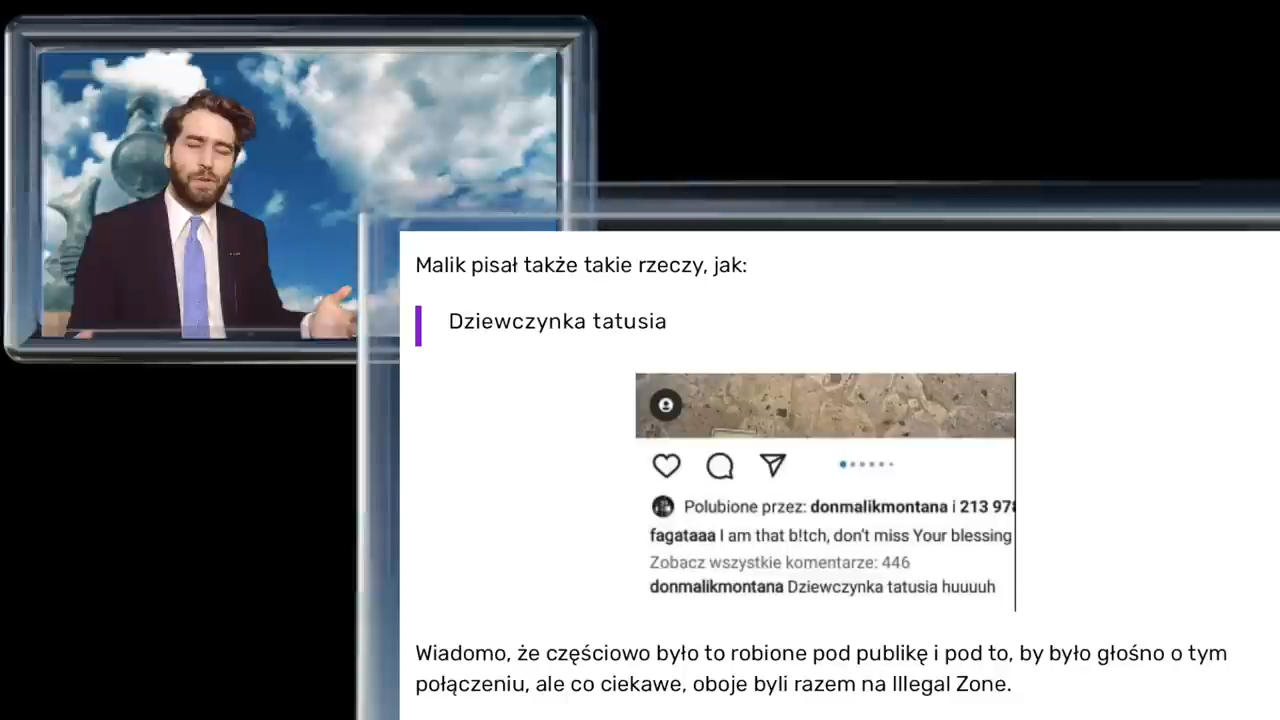 Malik pisał także takie rzeczy, jak:
Dziewczynka tatusia
Polubione przez: donmalikmontana i 213 978
fagataaa I am that b!tch, don't miss Your blessing
Zobacz wszystkie komentarze: 446
donmalikmontana Dziewczynka tatusia huuuuh
Wiadomo, że częściowo było to robione pod publikę i pod to, by było głośno o tym
połączeniu, ale co ciekawe, oboje byli razem na Illegal Zone.